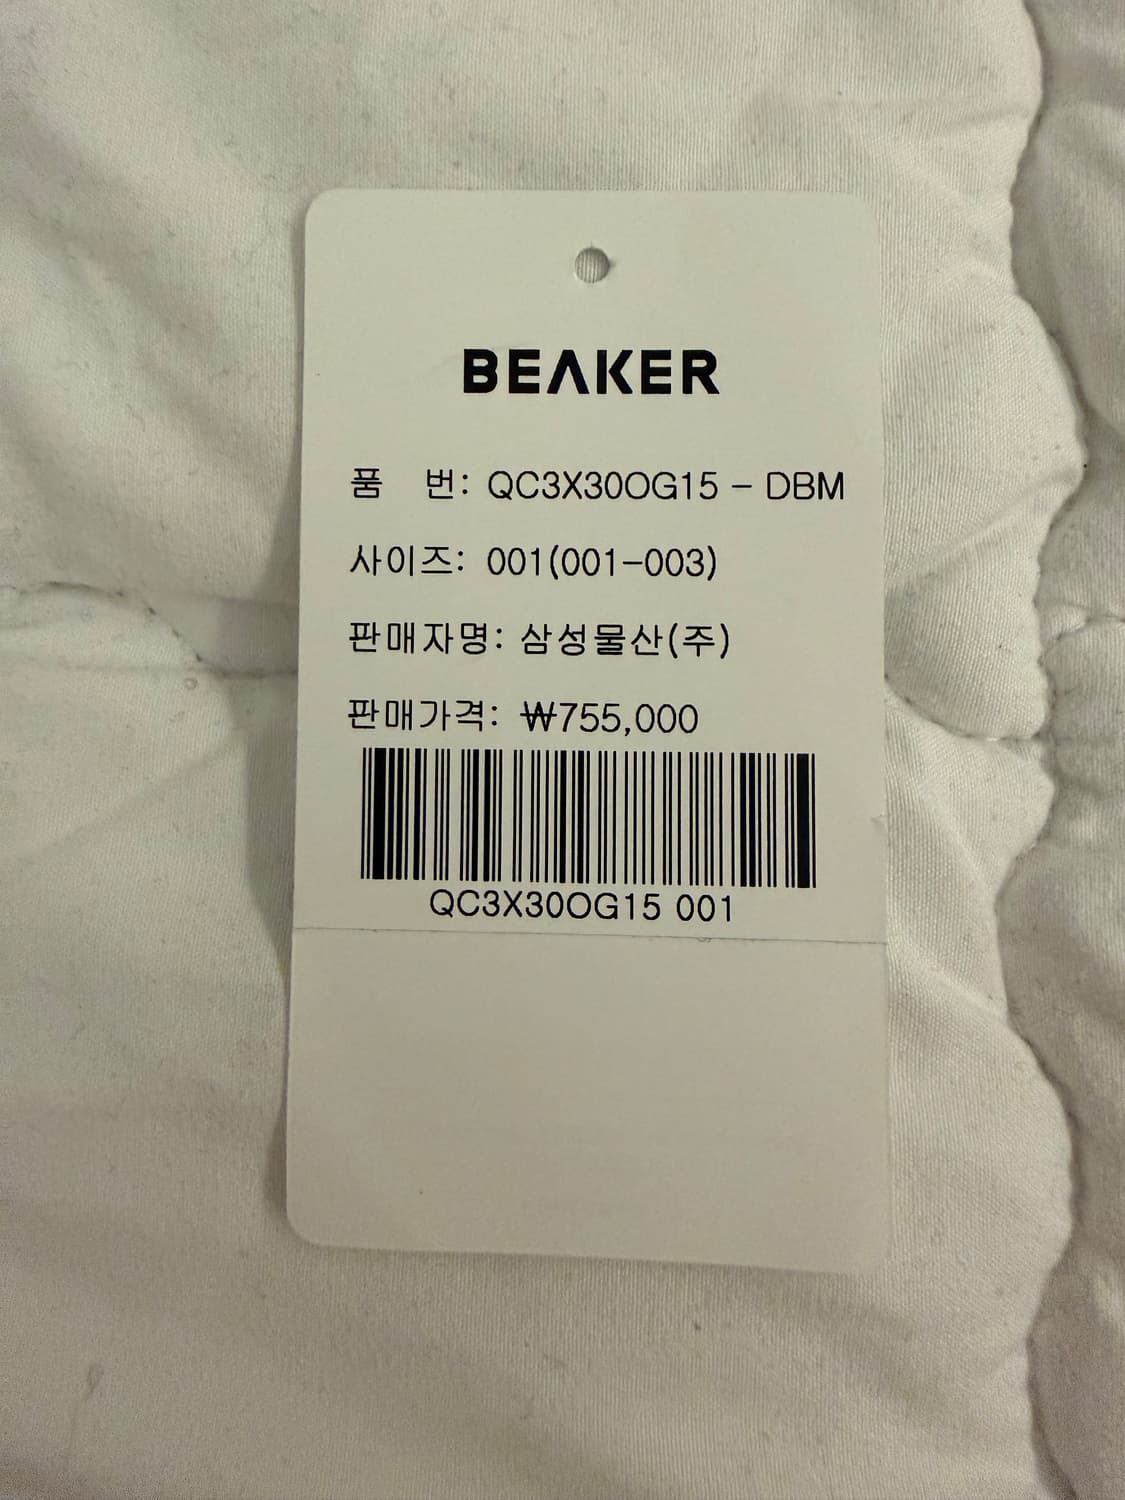 BEAKER
품 번: QC3X30OG15 - DBM
사이즈: 001(001-003)
판매자명: 삼성물산(주)
판매가격: ₩755,000
QC3X30OG15 001